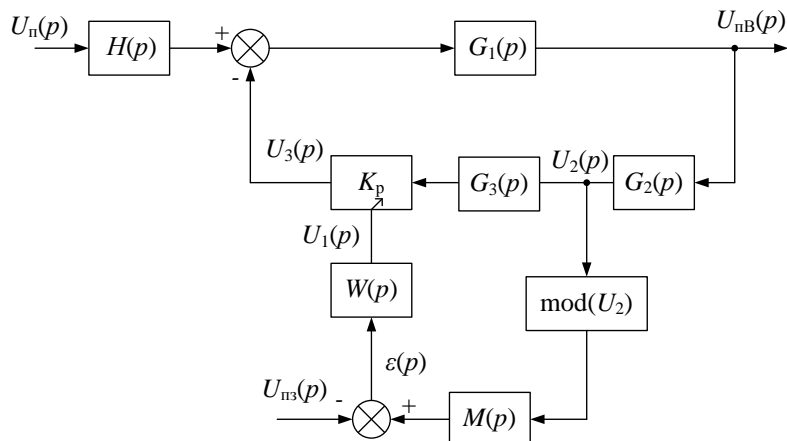 Uп(p)
H(p)
+
-
G₁(p)
UпВ(p)
U₃(p)
Kр
G₃(p)
U₂(p)
G₂(p)
U₁(p)
W(p)
mod(U₂)
ε(p)
Uпз(p)
-
+
M(p)